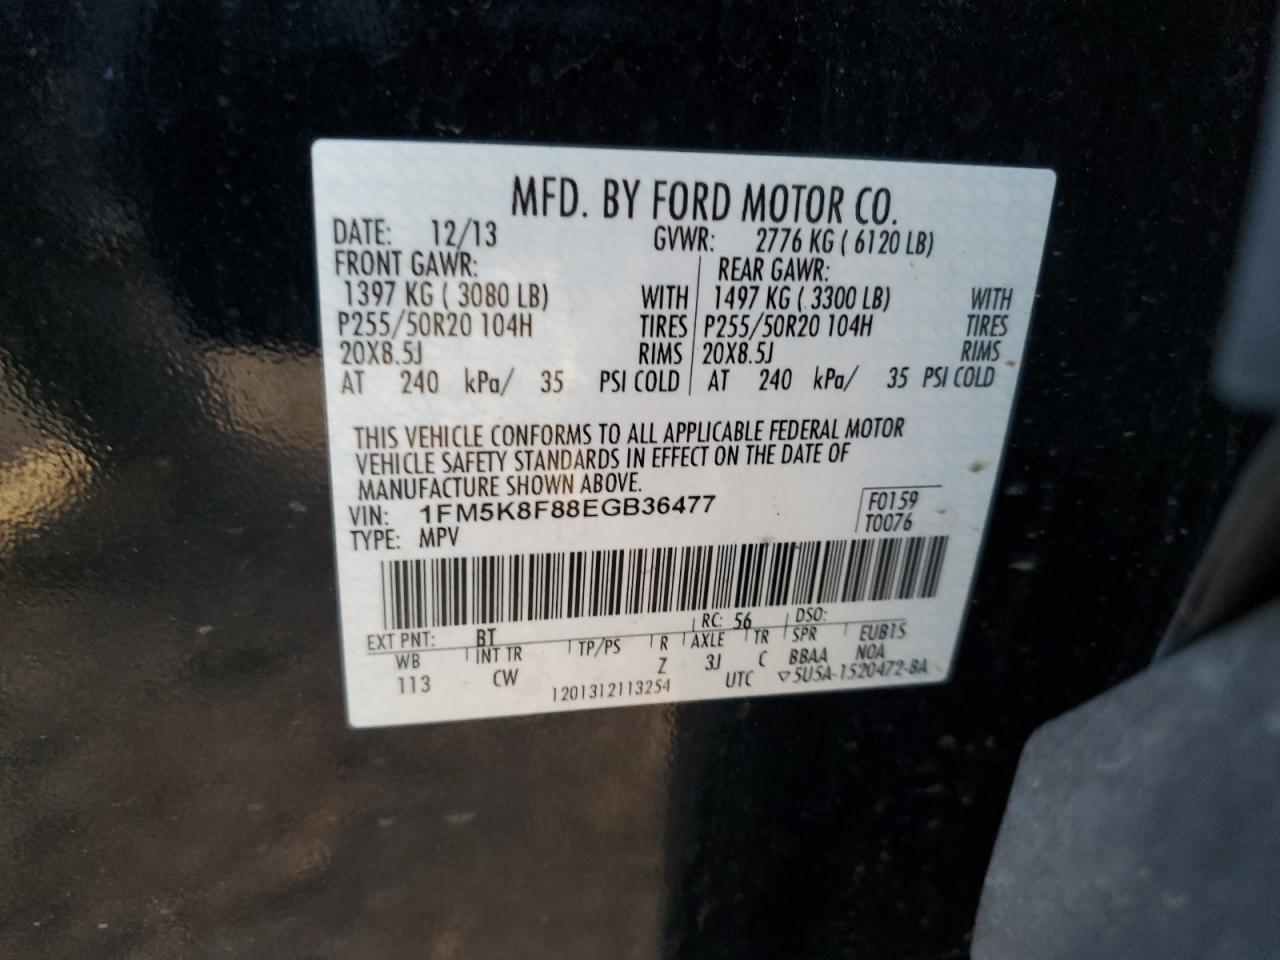 MFD. BY FORD MOTOR CO.
DATE: 12/13 GVWR: 2776 KG ( 6120 LB)
FRONT GAWR: REAR GAWR:
1397 KG ( 3080 LB) WITH 1497 KG ( 3300 LB) WITH
P255/50R20 104H TIRES P255/50R20 104H TIRES
20X8.5J RIMS 20X8.5J RIMS
AT 240 kPa/ 35 PSI COLD AT 240 kPa/ 35 PSI COLD
THIS VEHICLE CONFORMS TO ALL APPLICABLE FEDERAL MOTOR
VEHICLE SAFETY STANDARDS IN EFFECT ON THE DATE OF
MANUFACTURE SHOWN ABOVE.
VIN: 1FM5K8F88EGB36477 F0159
TYPE: MPV T0076
EXT PNT: BT RC: 56 DSO:
WB INT TR TP/PS R AXLE TR SPR EUB1S
113 CW Z 3J C BBAA NOA
1201312113254 UTC ▽5U5A-1520472-BA